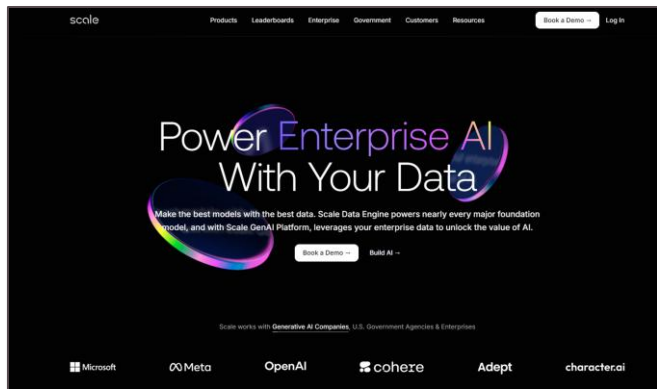 scale
Products Leaderboards Enterprise Government Customers Resources
Book a Demo → Log In
Power Enterprise AI
With Your Data
Make the best models with the best data. Scale Data Engine powers nearly every major foundation
model, and with Scale GenAI Platform, leverages your enterprise data to unlock the value of AI.
Book a Demo → Build AI →
Scale works with Generative AI Companies, U.S. Government Agencies & Enterprises
Microsoft Meta OpenAI cohere Adept character.ai